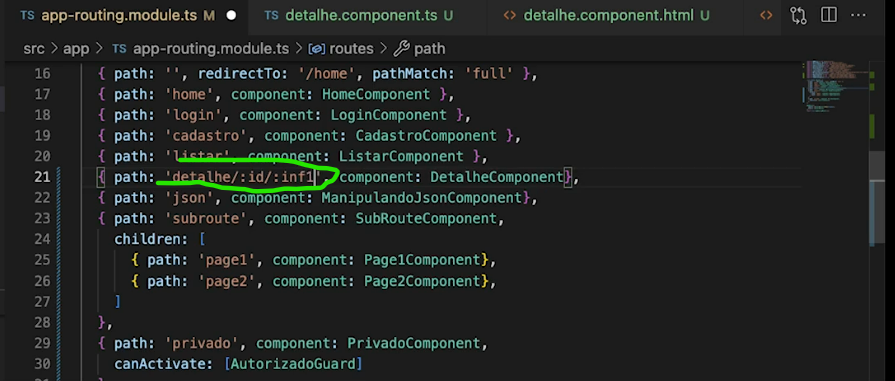 TS app-routing.module.ts M TS detalhe.component.ts U <> detalhe.component.html U <>
src > app > TS app-routing.module.ts > routes > path
16 { path: '', redirectTo: '/home', pathMatch: 'full' },
17 { path: 'home', component: HomeComponent },
18 { path: 'login', component: LoginComponent },
19 { path: 'cadastro', component: CadastroComponent },
20 { path: 'listar', component: ListarComponent },
21 { path: 'detalhe/:id/:inf1', component: DetalheComponent},
22 { path: 'json', component: ManipulandoJsonComponent},
23 { path: 'subroute', component: SubRouteComponent,
24 children: [
25 { path: 'page1', component: Page1Component},
26 { path: 'page2', component: Page2Component},
27 ]
28 },
29 { path: 'privado', component: PrivadoComponent,
30 canActivate: [AutorizadoGuard]